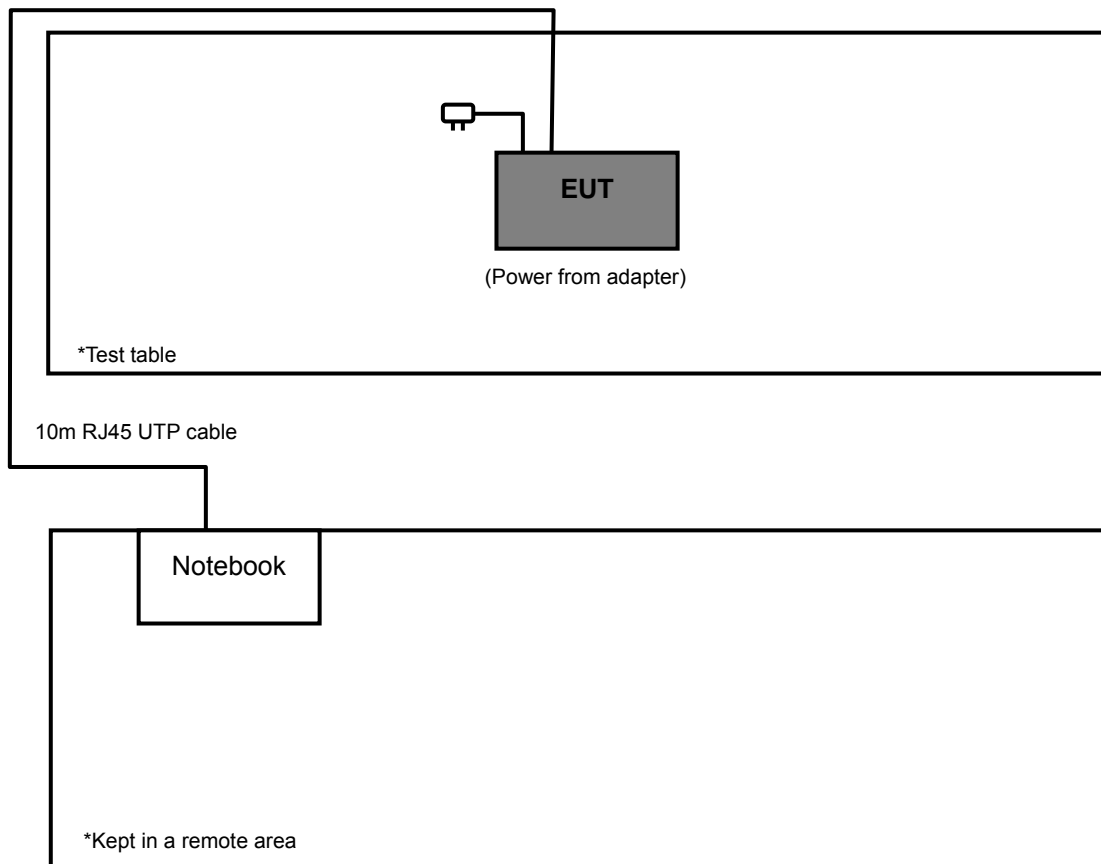 EUT
(Power from adapter)
*Test table
10m RJ45 UTP cable
Notebook
*Kept in a remote area